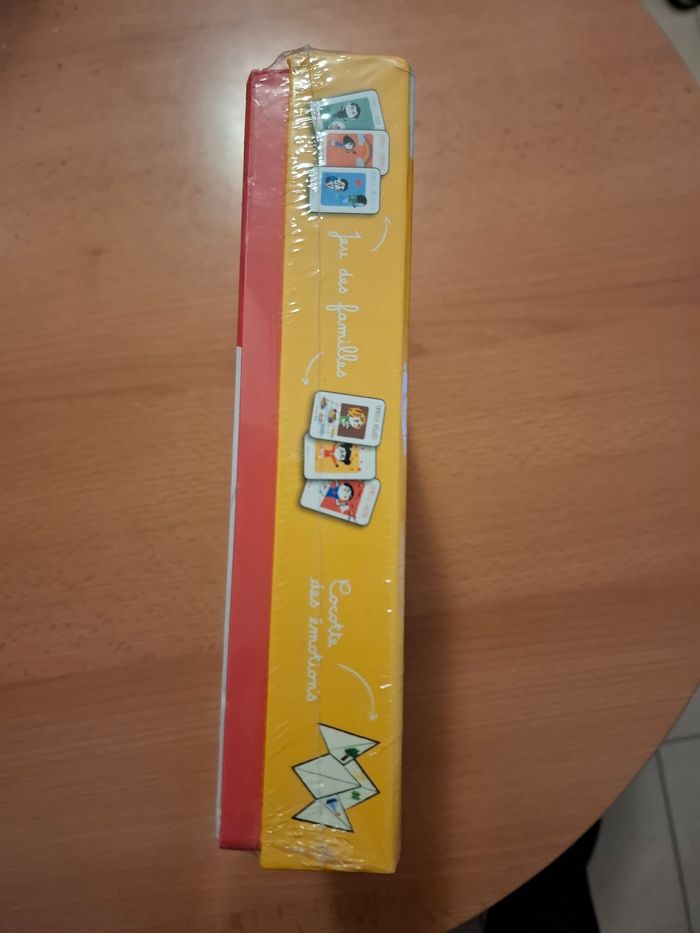 Jeu des familles
Cocotte
des émotions